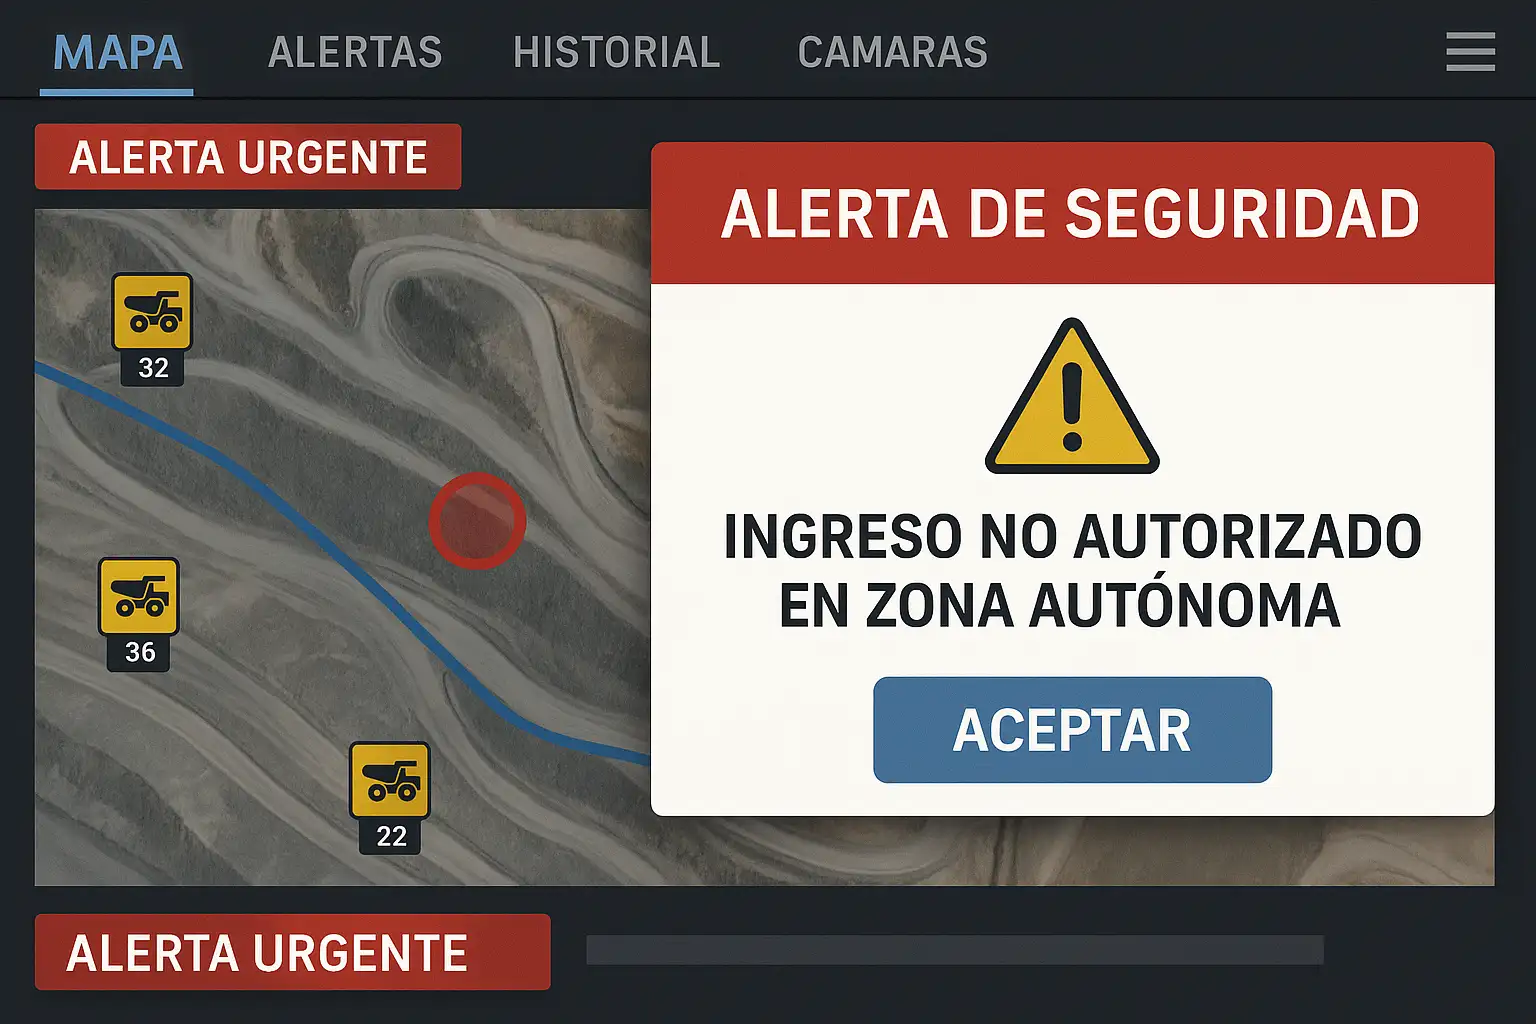 MAPA
ALERTAS
HISTORIAL
CAMARAS
ALERTA URGENTE
ALERTA DE SEGURIDAD
INGRESO NO AUTORIZADO
EN ZONA AUTÓNOMA
ACEPTAR
32
36
22
ALERTA URGENTE